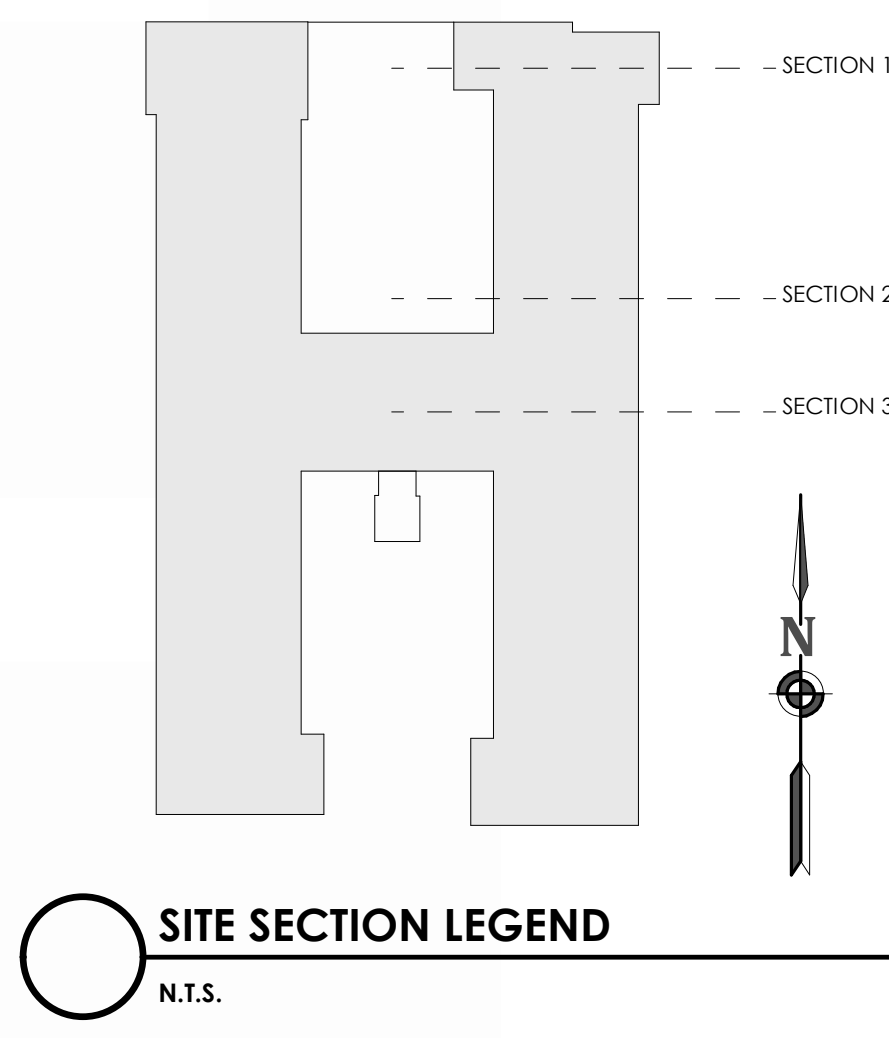 SECTION 1
SECTION 2
SECTION 3
N
SITE SECTION LEGEND
N.T.S.